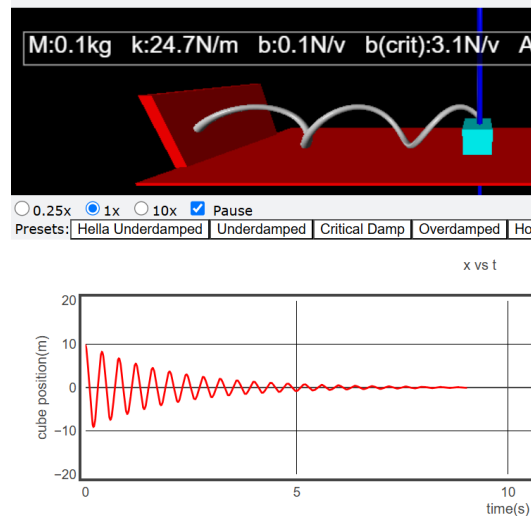 M:0.1kg k:24.7N/m b:0.1N/v b(crit):3.1N/v A
0.25x 1x 10x Pause
Presets: Hella Underdamped Underdamped Critical Damp Overdamped Ho
x vs t
20
10
0
−10
−20
cube position(m)
0 5 10
time(s)